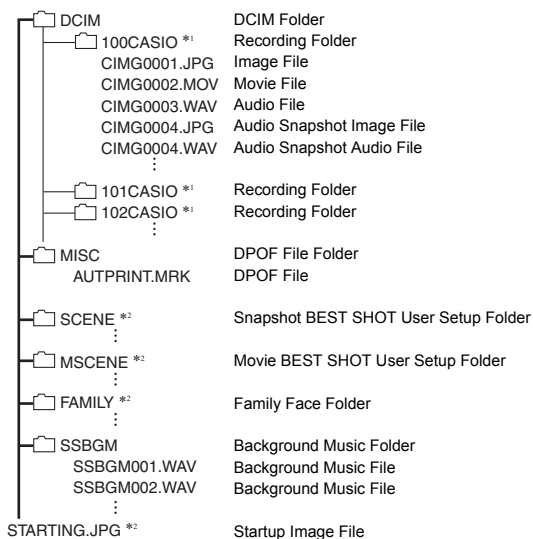 DCIM DCIM Folder
100CASIO *1 Recording Folder
CIMG0001.JPG Image File
CIMG0002.MOV Movie File
CIMG0003.WAV Audio File
CIMG0004.JPG Audio Snapshot Image File
CIMG0004.WAV Audio Snapshot Audio File
101CASIO *1 Recording Folder
102CASIO *1 Recording Folder
MISC DPOF File Folder
AUTPRINT.MRK DPOF File
SCENE *2 Snapshot BEST SHOT User Setup Folder
MSCENE *2 Movie BEST SHOT User Setup Folder
FAMILY *2 Family Face Folder
SSBGM Background Music Folder
SSBGM001.WAV Background Music File
SSBGM002.WAV Background Music File
STARTING.JPG *2 Startup Image File